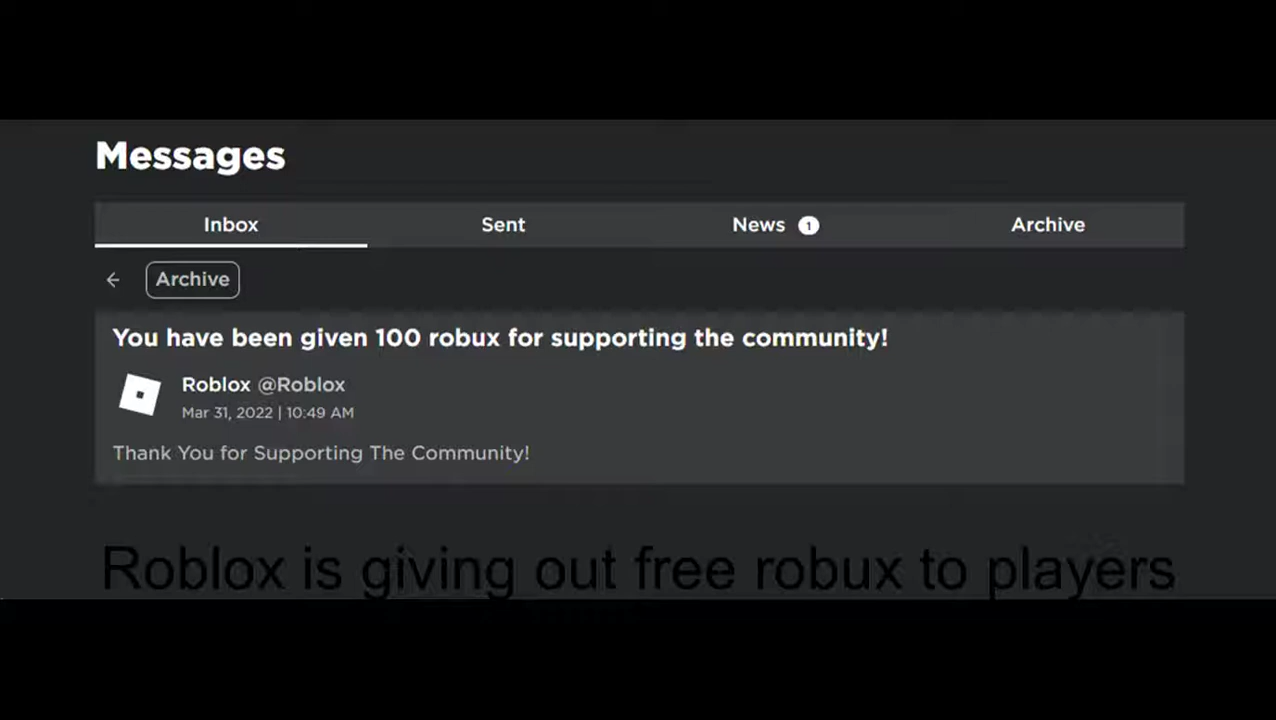 Messages
Inbox Sent News 1 Archive
Archive
You have been given 100 robux for supporting the community!
Roblox @Roblox
Mar 31, 2022 | 10:49 AM
Thank You for Supporting The Community!
Roblox is giving out free robux to players